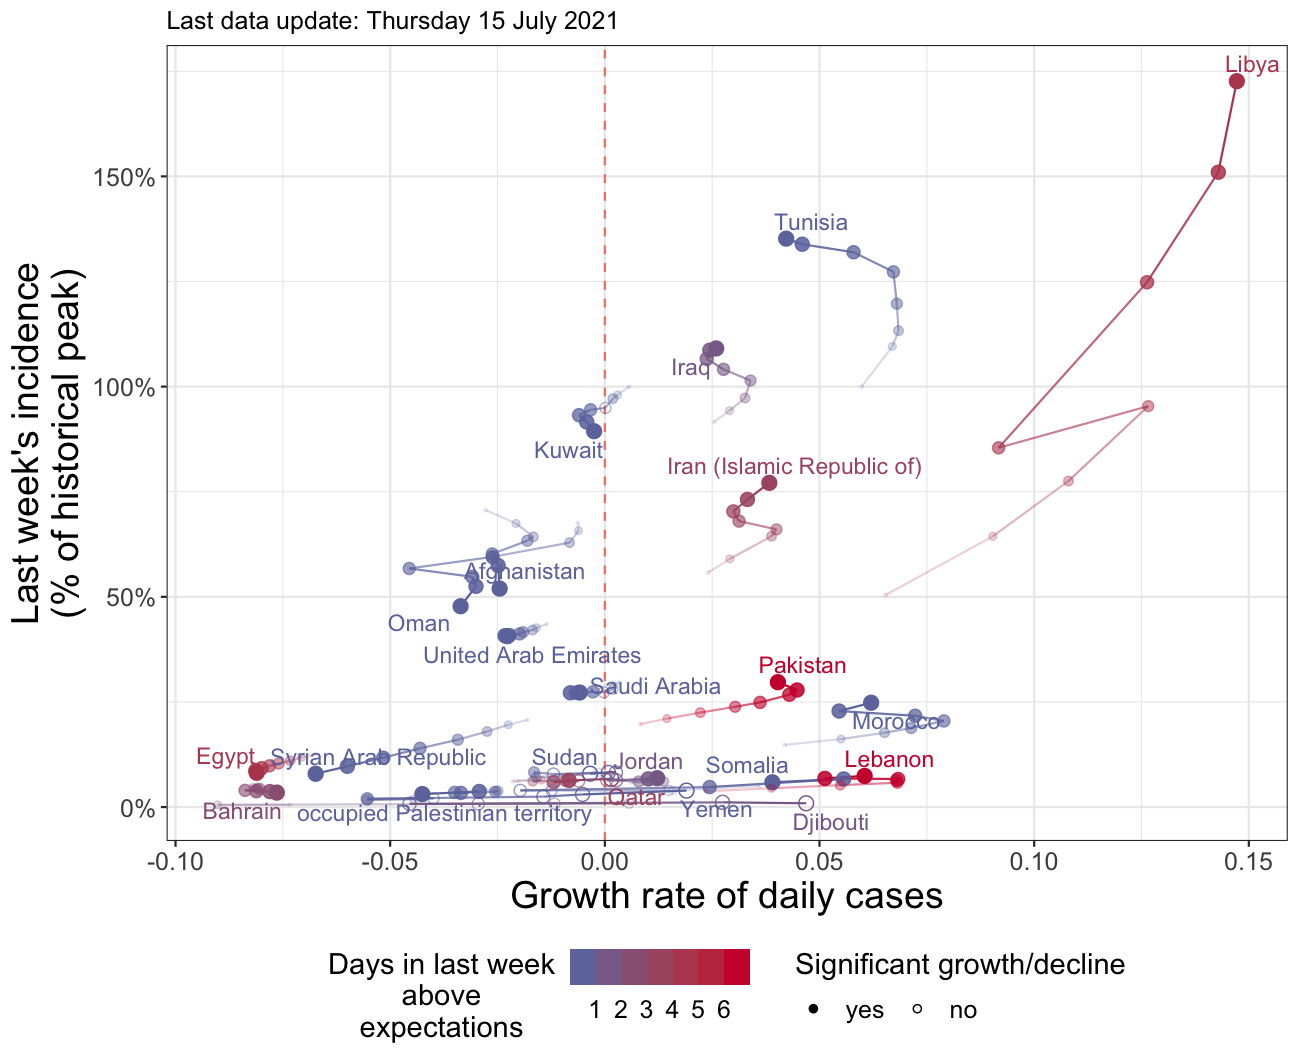 Last data update: Thursday 15 July 2021
Last week's incidence
(% of historical peak)
150%
100%
50%
0%
Libya
Tunisia
Iraq
Kuwait
Iran (Islamic Republic of)
Afghanistan
Oman
United Arab Emirates
Pakistan
Saudi Arabia
Morocco
Egypt
Syrian Arab Republic
Sudan
Jordan
Somalia
Lebanon
Qatar
Bahrain
occupied Palestinian territory
Yemen
Djibouti
-0.10
-0.05
0.00
0.05
0.10
0.15
Growth rate of daily cases
Days in last week
above
expectations
1 2 3 4 5 6
Significant growth/decline
yes
no